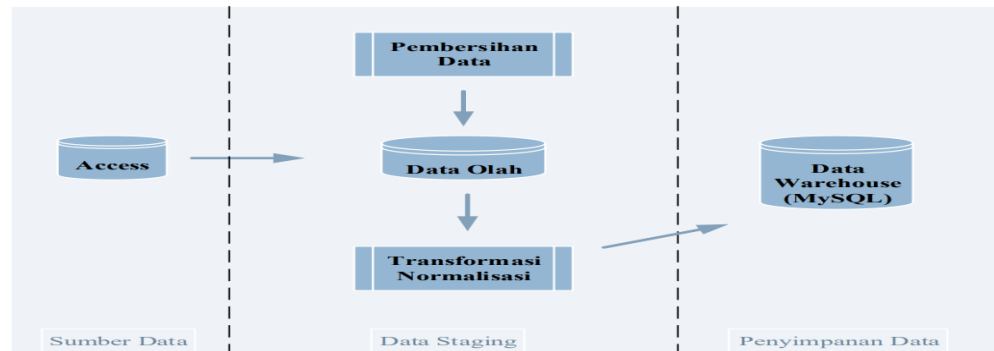 Pembersihan
Data
Access
Data Olah
Data
Warehouse
(MySQL)
Transformasi
Normalisasi
Sumber Data
Data Staging
Penyimpanan Data